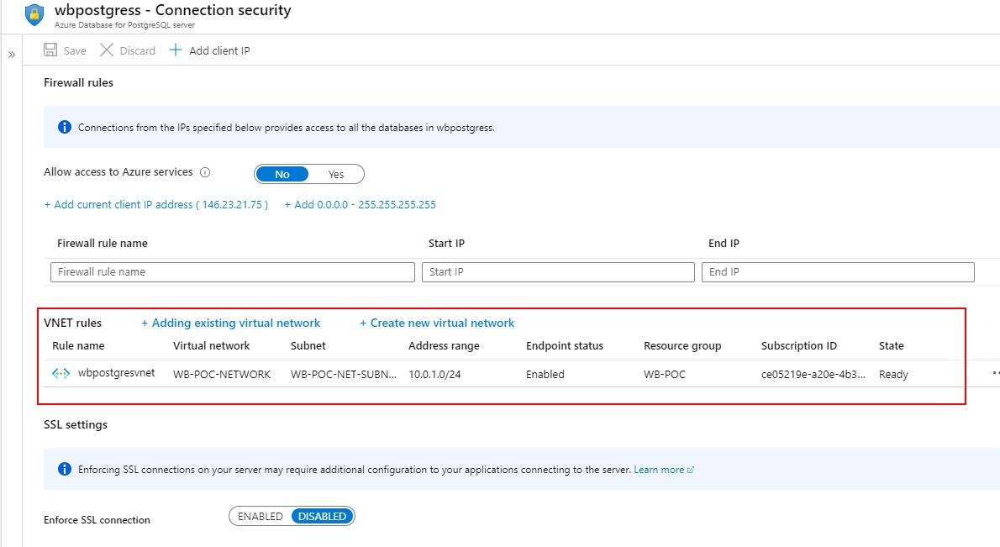 wbpostgress - Connection security
Azure Database for PostgreSQL server
» Save Discard + Add client IP
Firewall rules
Connections from the IPs specified below provides access to all the databases in wbpostgress.
Allow access to Azure services No Yes
+ Add current client IP address ( 146.23.21.75 ) + Add 0.0.0.0 - 255.255.255.255
Firewall rule name Start IP End IP
Firewall rule name Start IP End IP
VNET rules + Adding existing virtual network + Create new virtual network
Rule name Virtual network Subnet Address range Endpoint status Resource group Subscription ID State
wbpostgresvnet WB-POC-NETWORK WB-POC-NET-SUBN... 10.0.1.0/24 Enabled WB-POC ce05219e-a20e-4b3... Ready
SSL settings
Enforcing SSL connections on your server may require additional configuration to your applications connecting to the server. Learn more
Enforce SSL connection ENABLED DISABLED